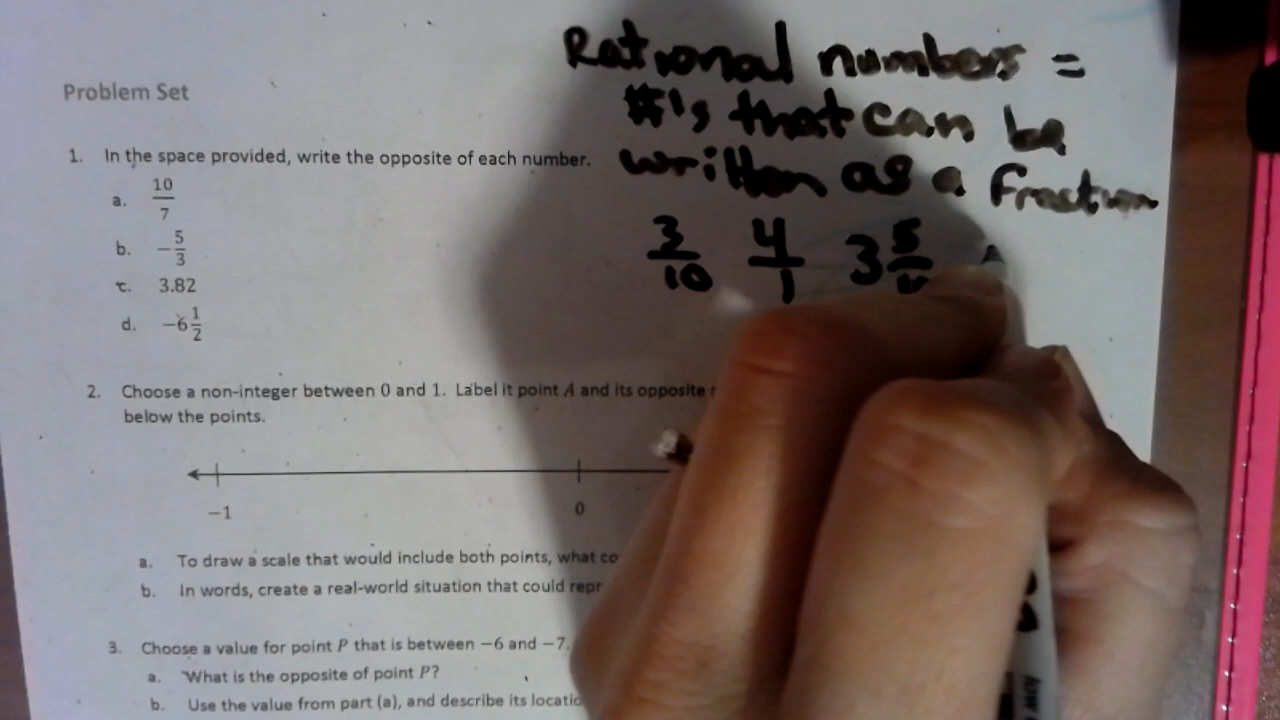 Rational numbers =
#'s that can be
written as a fraction
3/10 4/1 3 5/
Problem Set
1. In the space provided, write the opposite of each number.
a. 10/7
b. −5/3
c. 3.82
d. −6 1/2
2. Choose a non-integer between 0 and 1. Label it point A and its opposite
below the points.
−1 0
a. To draw a scale that would include both points, what
b. In words, create a real-world situation that could
3. Choose a value for point P that is between −6 and −7.
a. What is the opposite of point P?
b. Use the value from part (a), and describe its